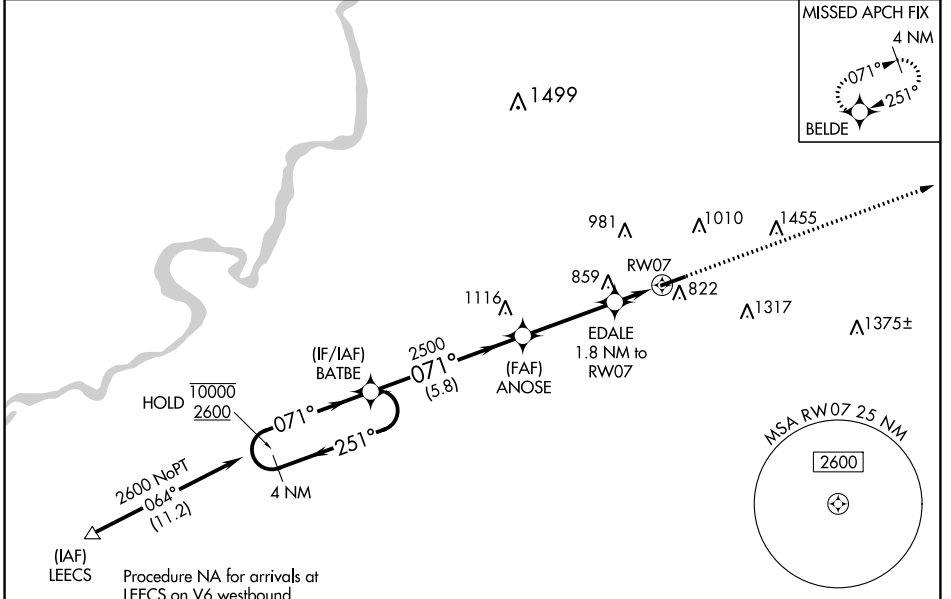 MISSED APCH FIX
4 NM
071°
251°
BELDE
1499
981
1010
1455
RW07
859
822
1116
1317
1375±
EDALE
1.8 NM to
RW07
(IF/IAF)
BATBE
2500
071°
(5.8)
(FAF)
ANOSE
HOLD
10000
2600
071°
251°
4 NM
2600 NoPT
064°
(11.2)
(IAF)
LEECS
MSA RW07 25 NM
2600
Procedure NA for arrivals at
LEECS on V6 westbound